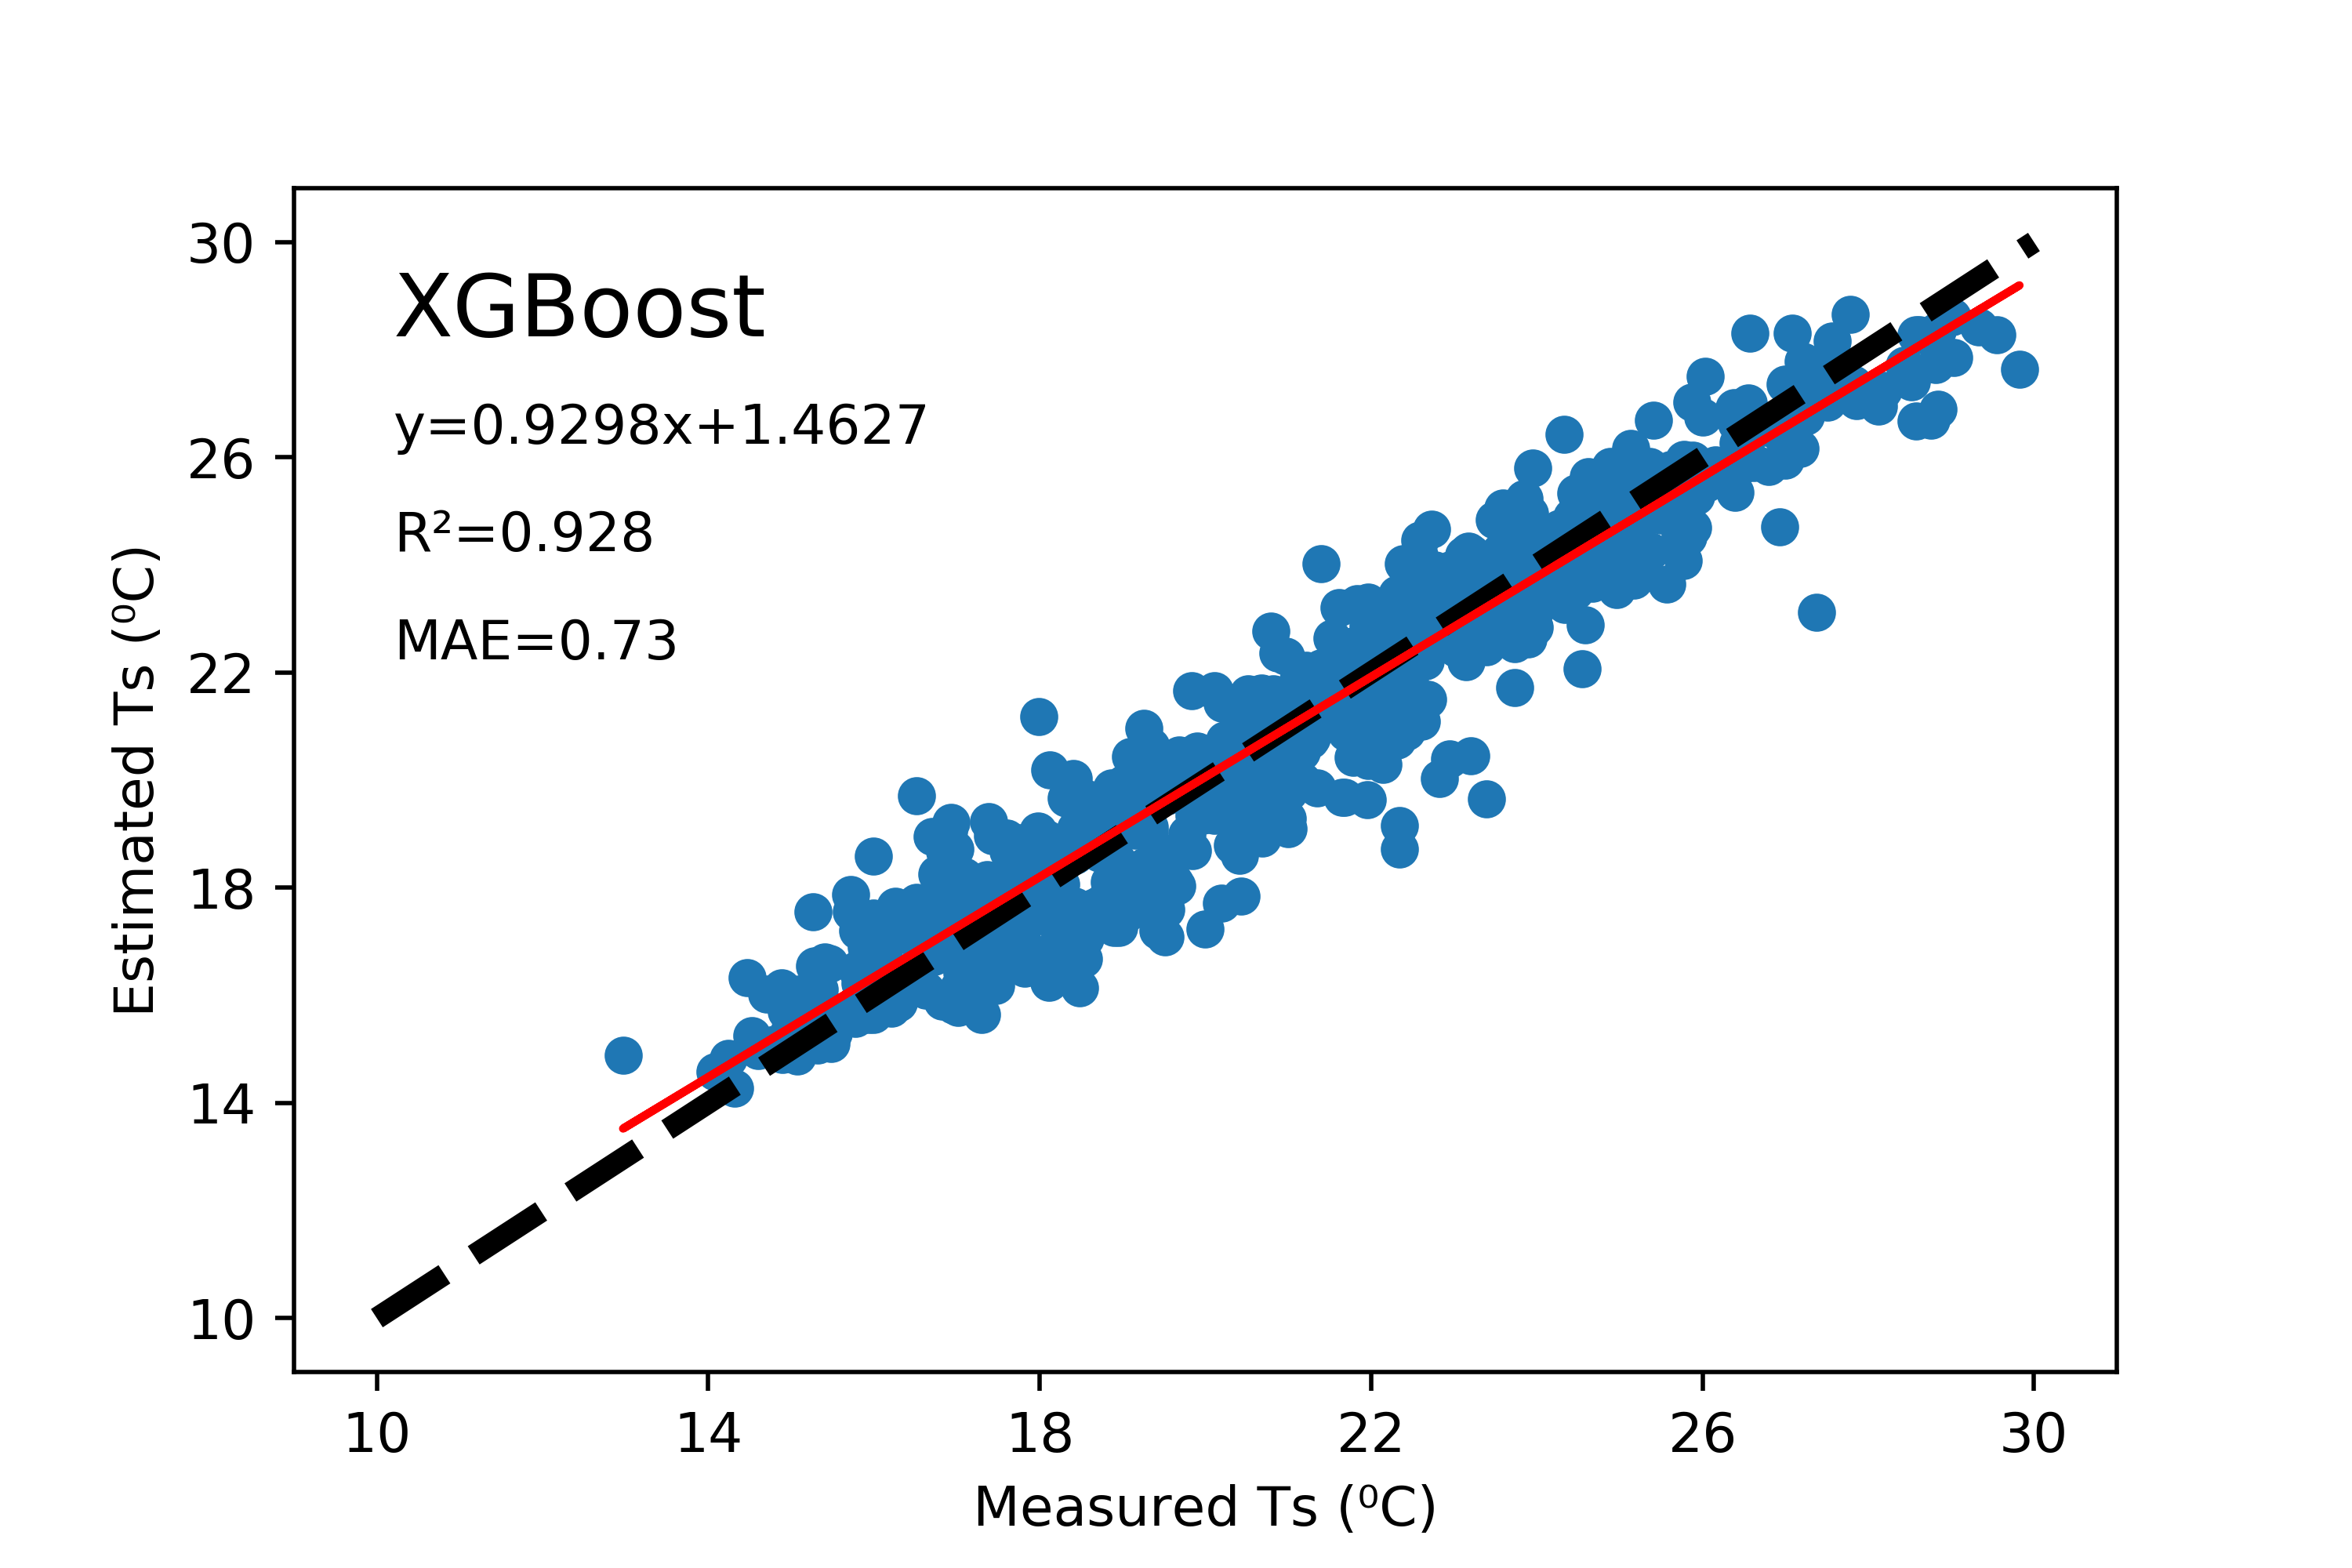 XGBoost
y=0.9298x+1.4627
R²=0.928
MAE=0.73
Estimated Ts (⁰C)
30
26
22
18
14
10
10 14 18 22 26 30
Measured Ts (⁰C)